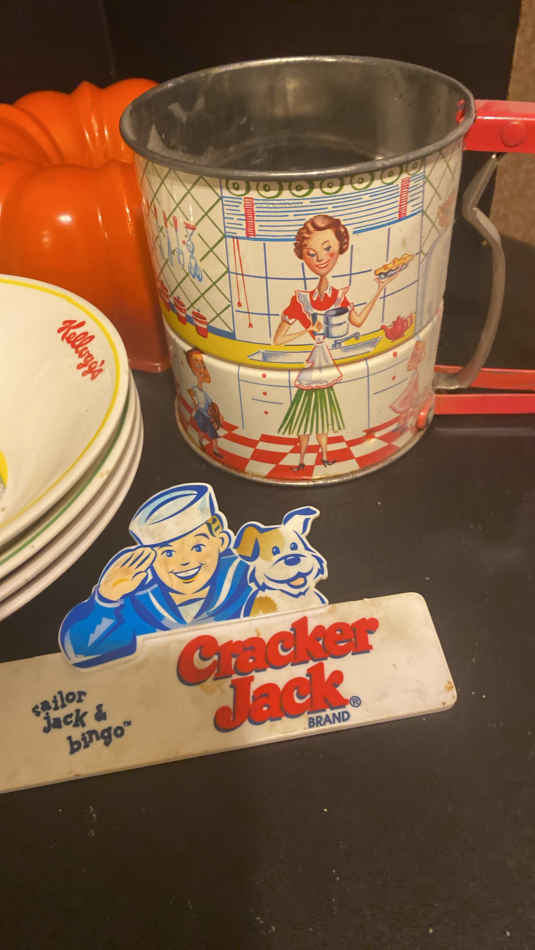 Kellogg's
Cracker
Jack®
BRAND
sailor
jack &
bingo™